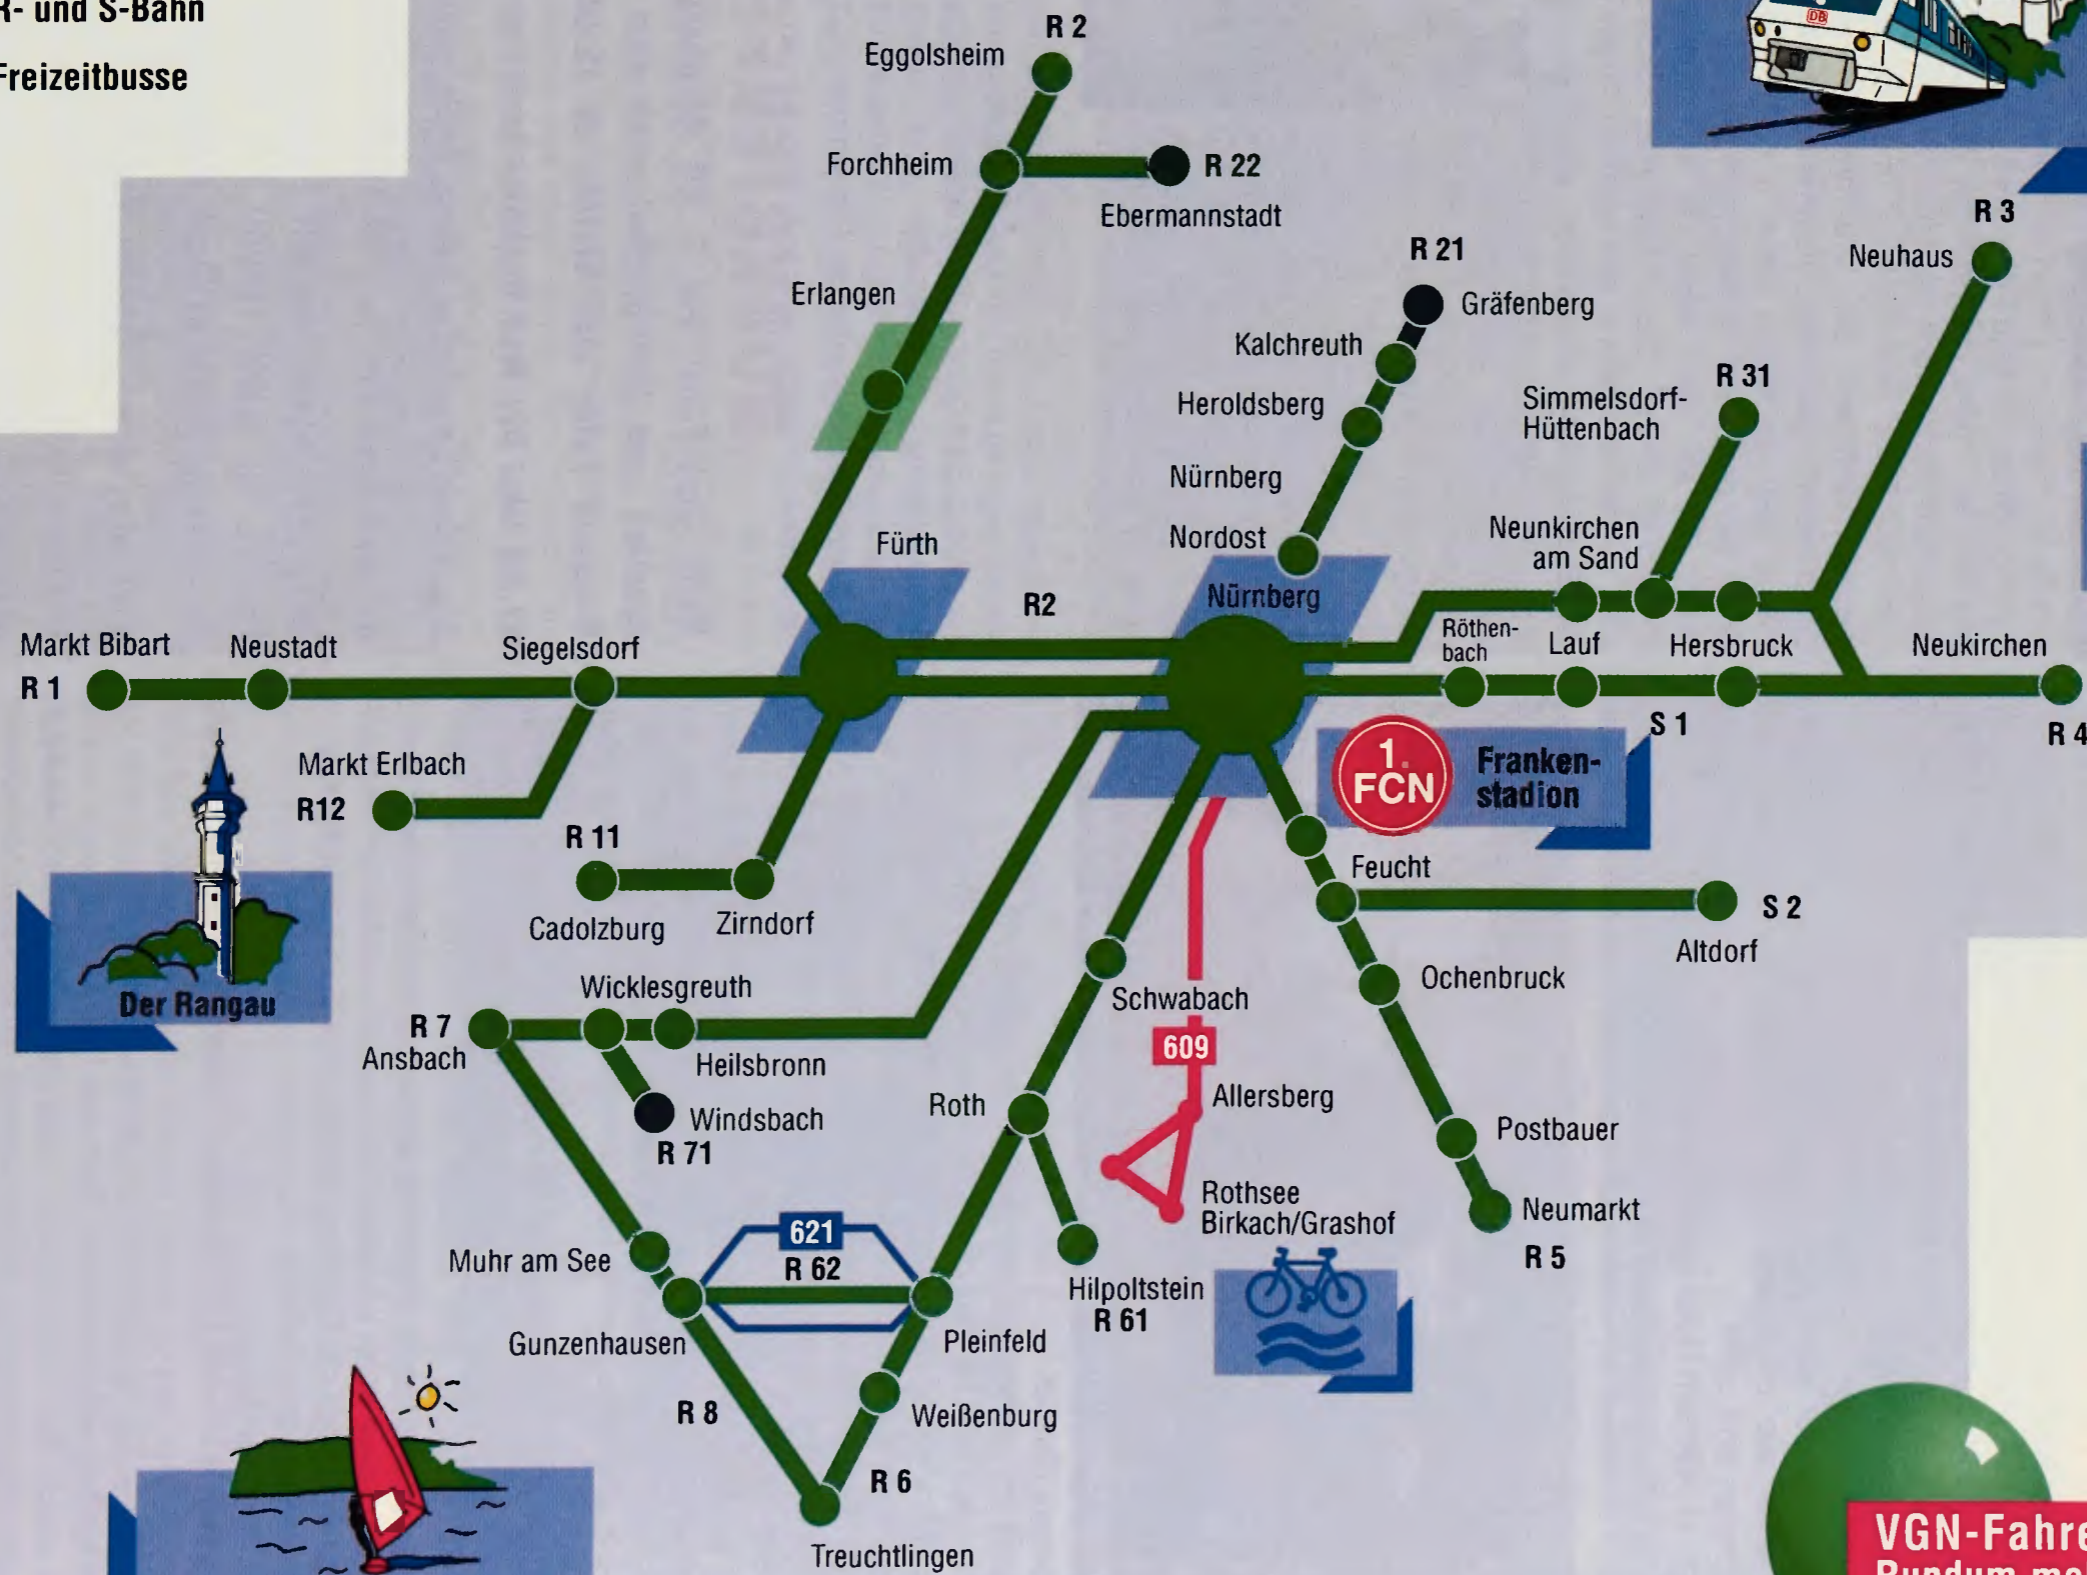 R- und S-Bahn
Freizeitbusse
R 2
Eggolsheim
DB
Forchheim
R 22
Ebermannstadt
R 3
Neuhaus
R 21
Gräfenberg
Erlangen
Kalchreuth
R 31
Heroldsberg
Simmelsdorf-
Hüttenbach
Nürnberg
Nordost
Neunkirchen
am Sand
Fürth
R2
Nürnberg
Markt Bibart
Neustadt
Siegelsdorf
Röthen-
bach
Lauf
Hersbruck
Neukirchen
R 1
S 1
R 4
Markt Erlbach
R12
1.
FCN
Franken-
stadion
R 11
Cadolzburg
Zirndorf
Feucht
S 2
Altdorf
Der Rangau
Wicklesgreuth
Ochenbruck
Schwabach
R 7
Ansbach
Heilsbronn
609
Allersberg
Roth
Windsbach
R 71
Postbauer
Rothsee
Birkach/Grashof
Neumarkt
R 5
621
R 62
Muhr am See
Hilpoltstein
R 61
Gunzenhausen
Pleinfeld
R 8
Weißenburg
R 6
Treuchtlingen
VGN-Fahre